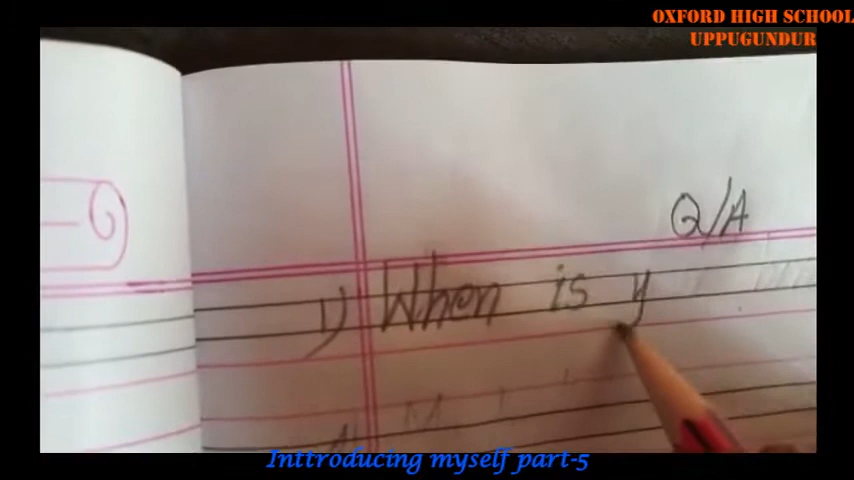 OXFORD HIGH SCHOOL
UPPUGUNDUR
Q/A
1) When is y
Inttroducing myself part-5